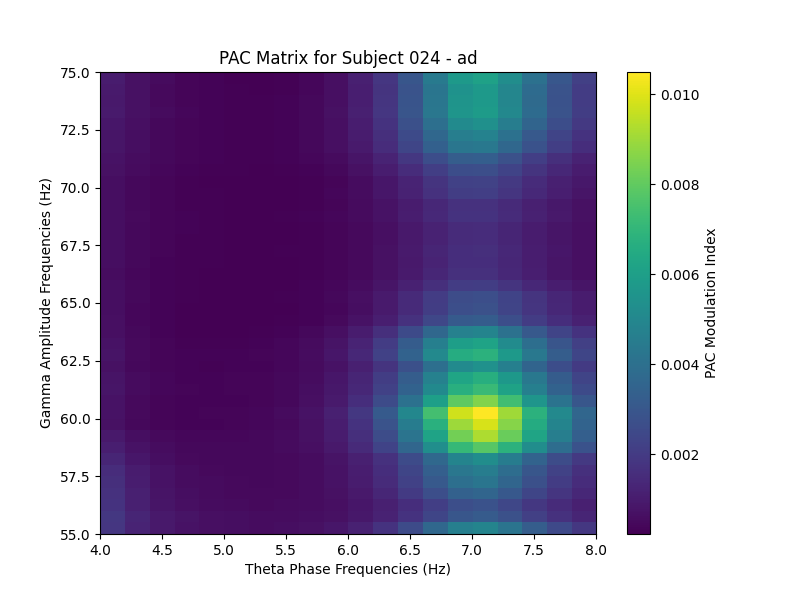 PAC Matrix for Subject 024 - ad
75.0
72.5
70.0
67.5
65.0
62.5
60.0
57.5
55.0
Gamma Amplitude Frequencies (Hz)
4.0 4.5 5.0 5.5 6.0 6.5 7.0 7.5 8.0
Theta Phase Frequencies (Hz)
0.010
0.008
0.006
0.004
0.002
PAC Modulation Index